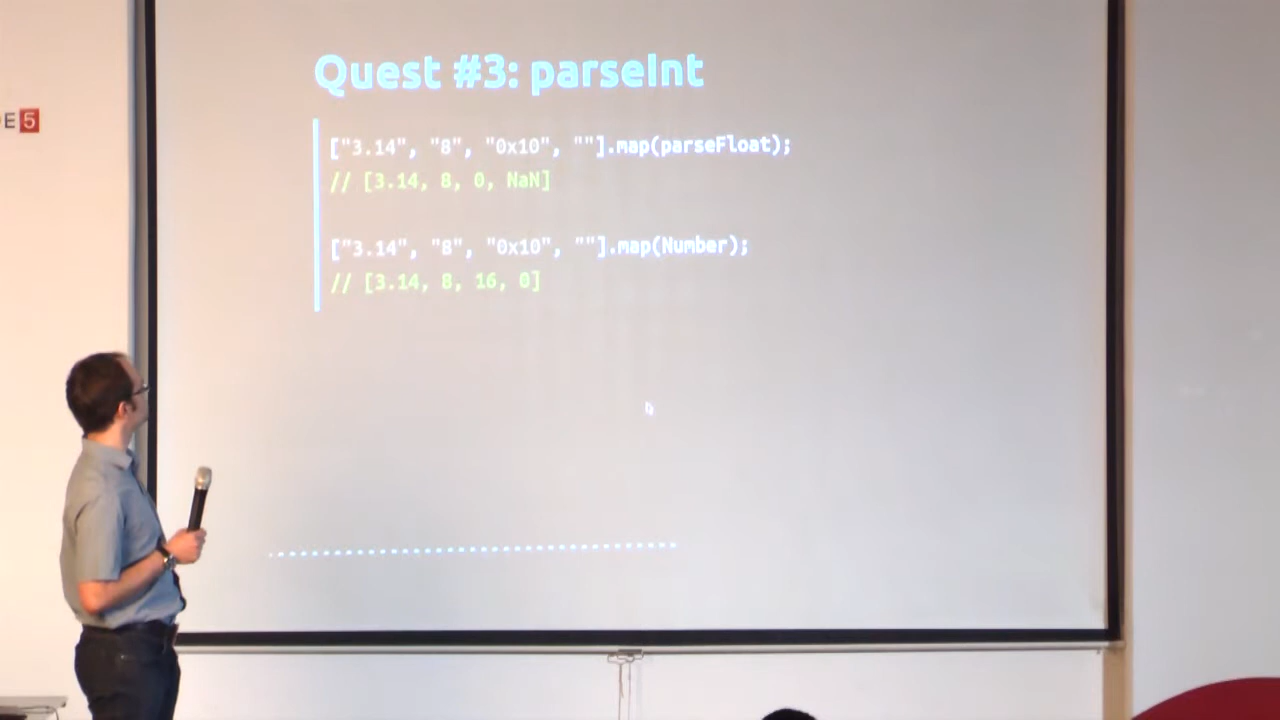 E5
Quest #3: parseInt
["3.14", "8", "0x10", ""].map(parseFloat);
// [3.14, 8, 0, NaN]
["3.14", "8", "0x10", ""].map(Number);
// [3.14, 8, 16, 0]